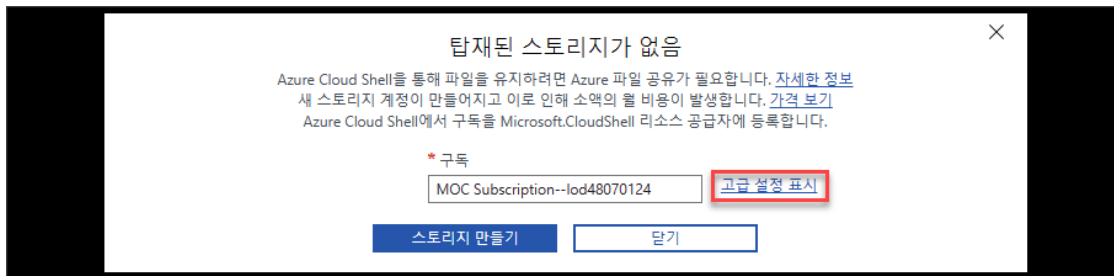 탑재된 스토리지가 없음
Azure Cloud Shell을 통해 파일을 유지하려면 Azure 파일 공유가 필요합니다. 자세한 정보
새 스토리지 계정이 만들어지고 이로 인해 소액의 월 비용이 발생합니다. 가격 보기
Azure Cloud Shell에서 구독을 Microsoft.CloudShell 리소스 공급자에 등록합니다.
* 구독
MOC Subscription--lod48070124 고급 설정 표시
스토리지 만들기 닫기